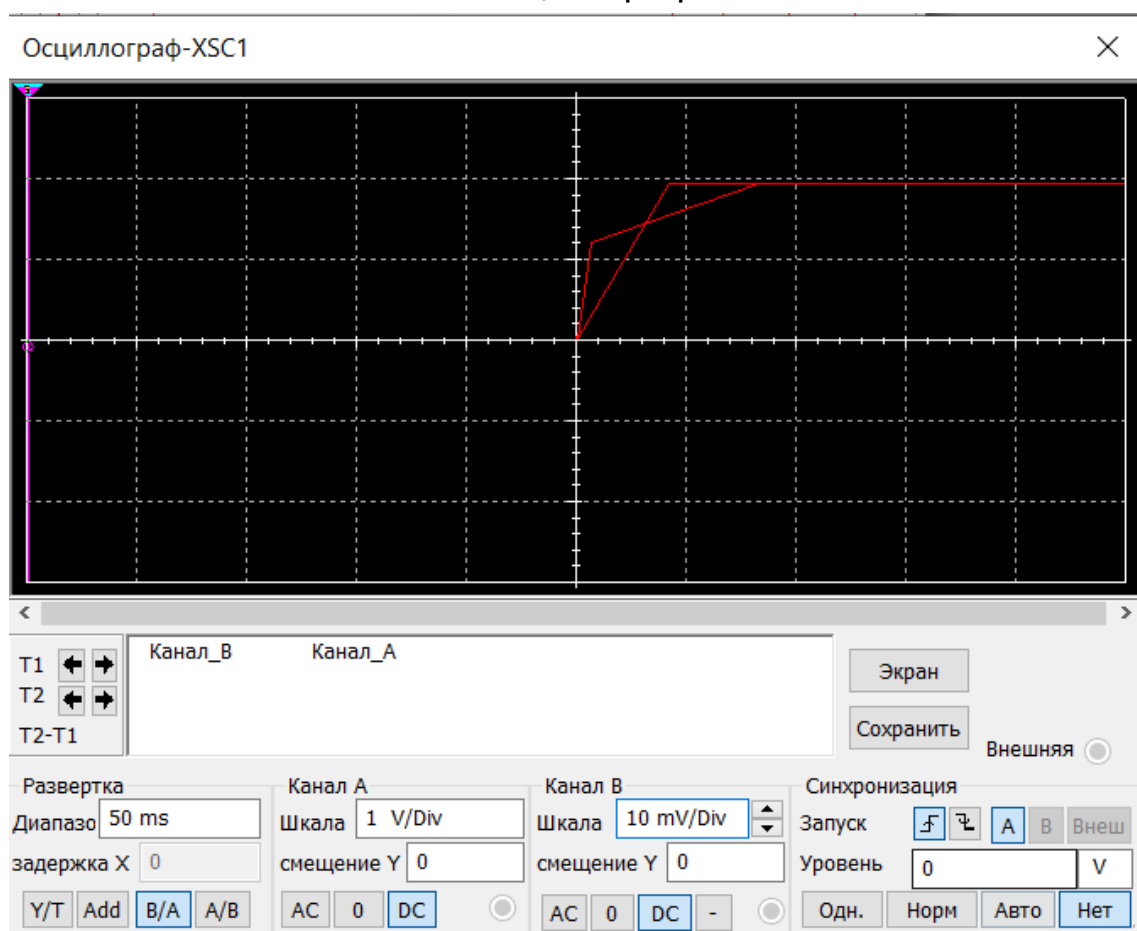 Осциллограф-XSC1
T1
T2
T2-T1
Канал_B Канал_A
Экран
Сохранить
Внешняя
Развертка
Диапазо 50 ms
задержка X 0
Y/T Add B/A A/B
Канал A
Шкала 1 V/Div
смещение Y 0
AC 0 DC
Канал B
Шкала 10 mV/Div
смещение Y 0
AC 0 DC -
Синхронизация
Запуск A B Внеш
Уровень 0 V
Одн. Норм Авто Нет